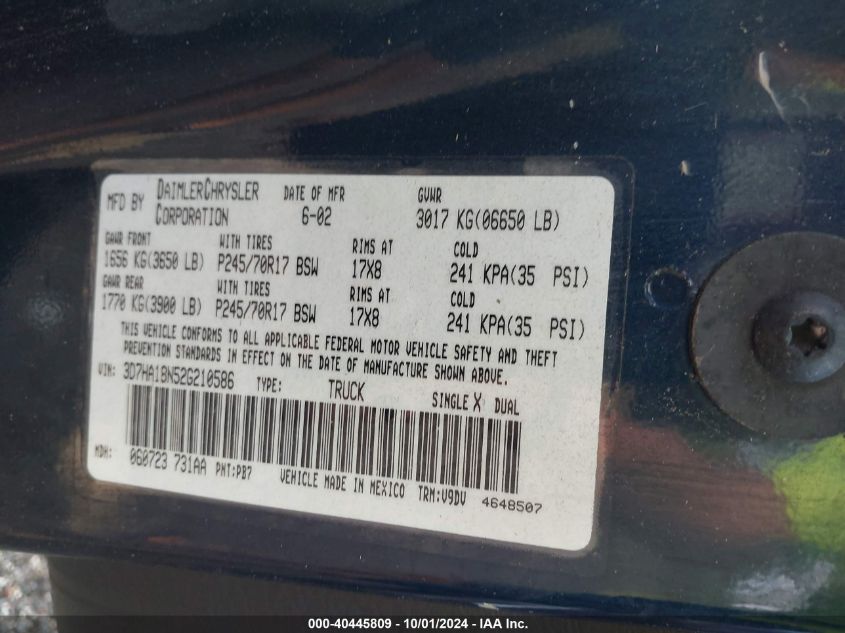 MFD BY DAIMLERCHRYSLER CORPORATION DATE OF MFR 6-02 GVWR 3017 KG(06650 LB)
GAWR FRONT WITH TIRES RIMS AT COLD
1656 KG(3650 LB) P245/70R17 BSW 17X8 241 KPA(35 PSI)
GAWR REAR WITH TIRES RIMS AT COLD
1770 KG(3900 LB) P245/70R17 BSW 17X8 241 KPA(35 PSI)
THIS VEHICLE CONFORMS TO ALL APPLICABLE FEDERAL MOTOR VEHICLE SAFETY AND THEFT
PREVENTION STANDARDS IN EFFECT ON THE DATE OF MANUFACTURE SHOWN ABOVE.
VIN: 3D7HA18N52G210586 TYPE: TRUCK SINGLE X DUAL
MDH: 060723 731AA PNT:PB7 VEHICLE MADE IN MEXICO TRM:V9DV 4648507
000-40445809 - 10/01/2024 - IAA Inc.